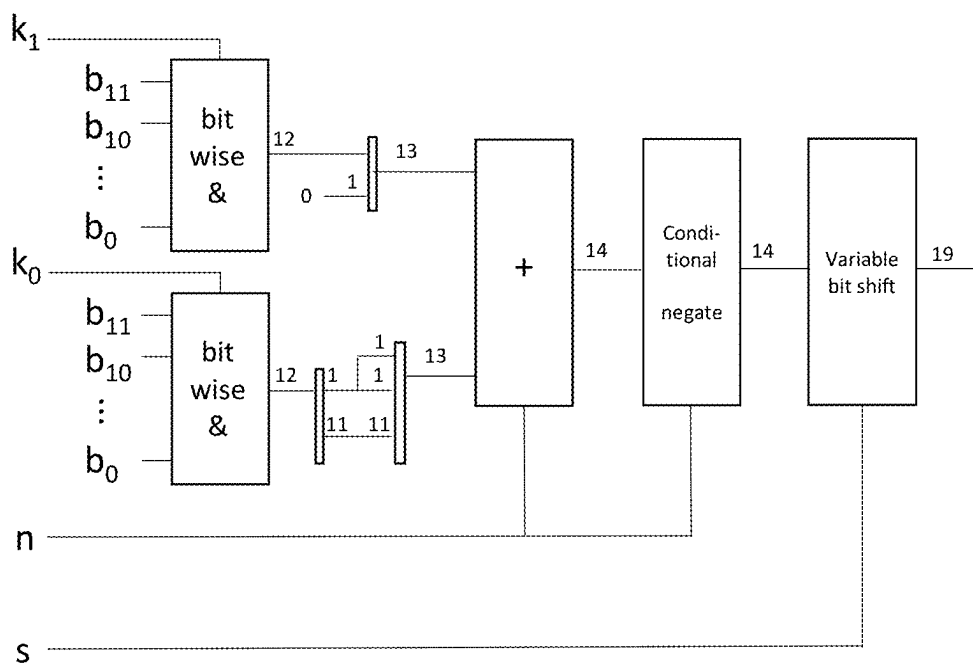 k₁
b₁₁
b₁₀
⋮
b₀
bit
wise
&
12
0
1
13
k₀
b₁₁
b₁₀
⋮
b₀
bit
wise
&
12
1
11
1
1
11
13
+
14
Condi-
tional
negate
14
Variable
bit shift
19
n
s